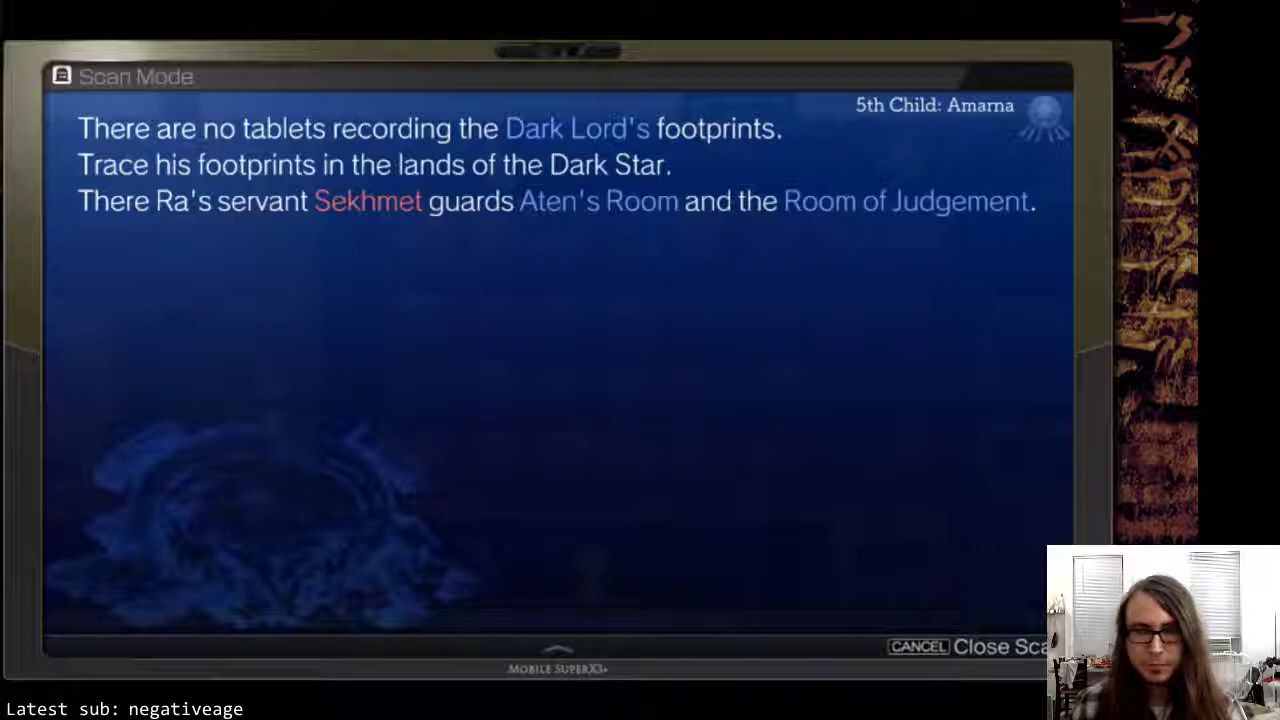 Scan Mode
5th Child: Amarna
There are no tablets recording the Dark Lord's footprints.
Trace his footprints in the lands of the Dark Star.
There Ra's servant Sekhmet guards Aten's Room and the Room of Judgement.
CANCEL Close Sca
MOBILE SUPERX3+
Latest sub: negativeage